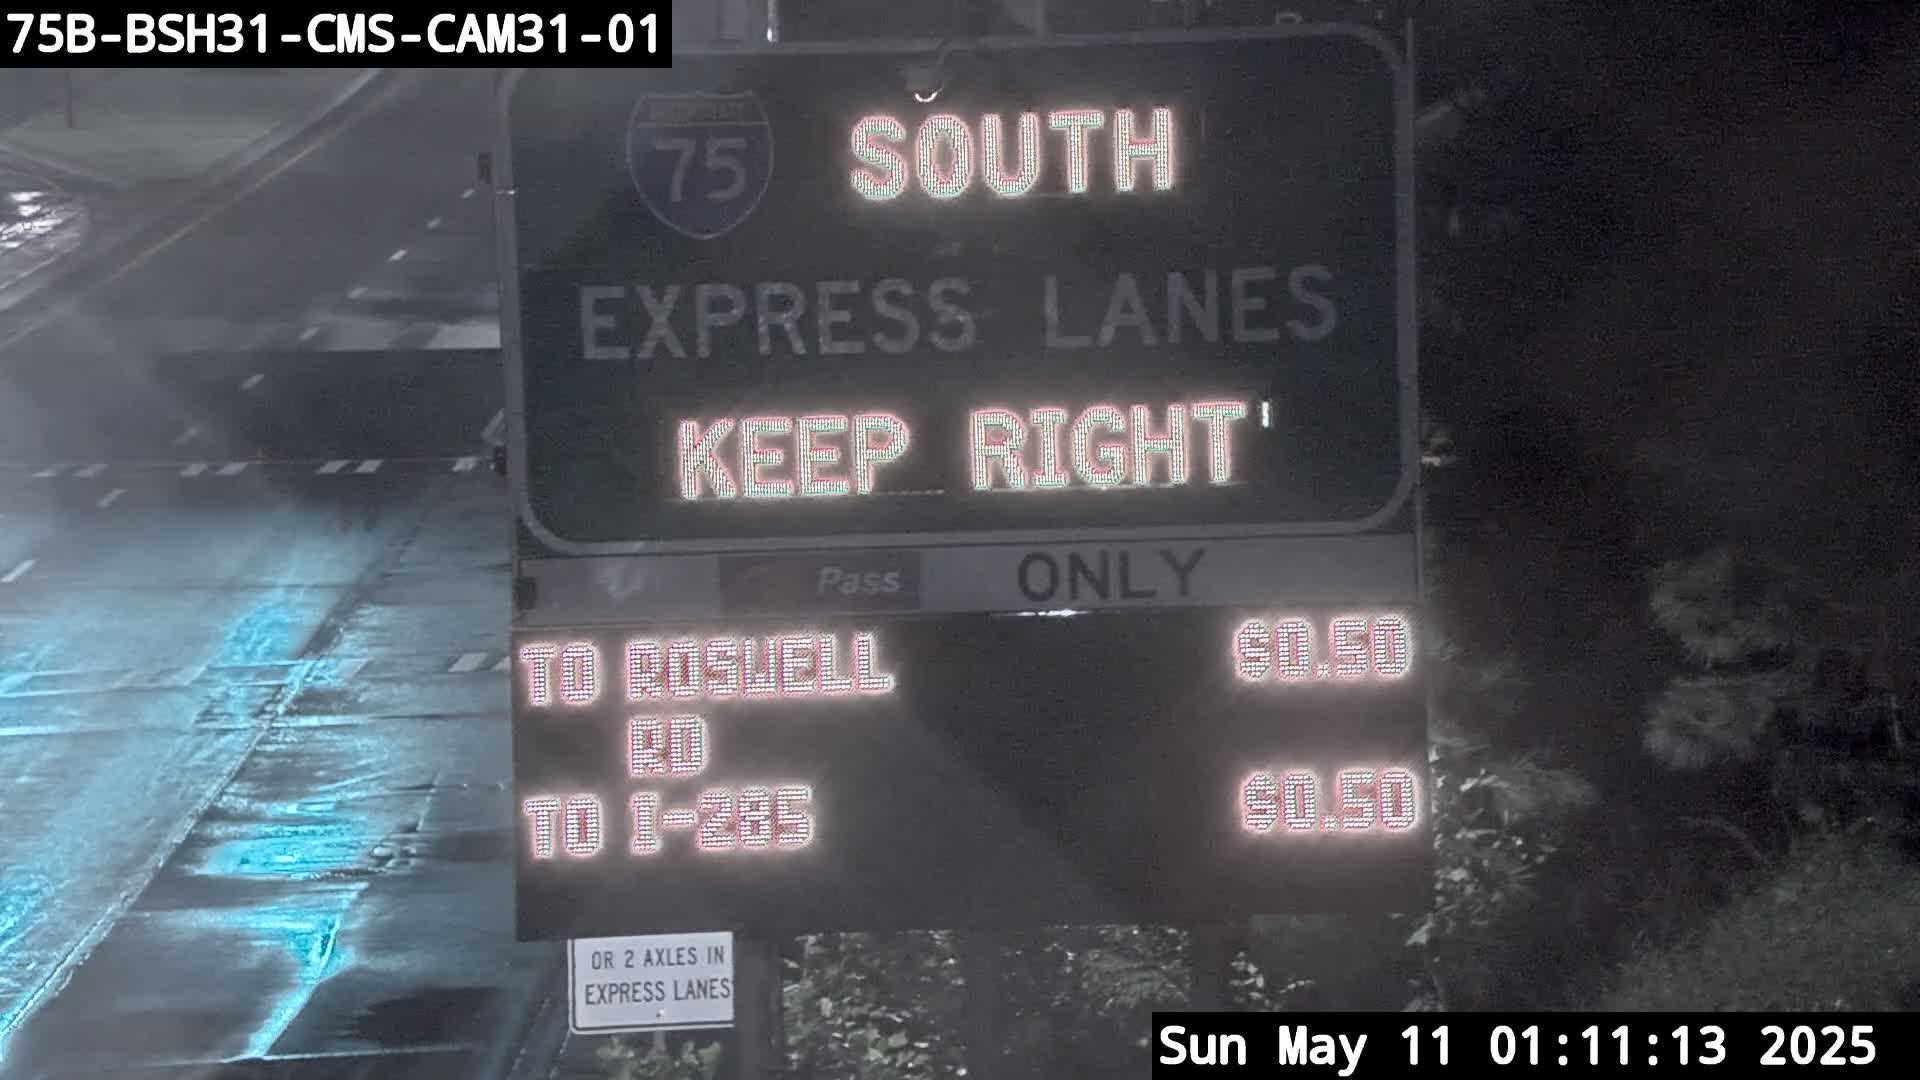 75B-BSH31-CMS-CAM31-01
INTERSTATE
75
SOUTH
EXPRESS LANES
KEEP RIGHT
Pass ONLY
TO ROSWELL $0.50
RD
TO I-285 $0.50
OR 2 AXLES IN
EXPRESS LANES
Sun May 11 01:11:13 2025